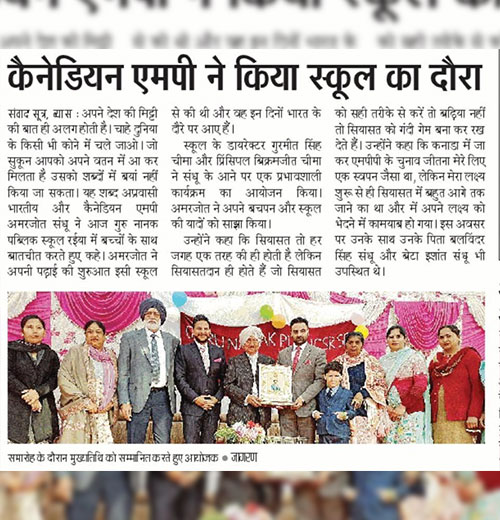 कैनेडियन एमपी ने किया स्कूल का दौरा
संवाद सूत्र, ब्यास : अपने देश की मिट्टी
की बात ही अलग होती है। चाहे दुनिया
के किसी भी कोने में चले जाओ। जो
सुकून आपको अपने वतन में आ कर
मिलता है उसको शब्दों में बयां नहीं
किया जा सकता। यह शब्द अप्रवासी
भारतीय और कैनेडियन एमपी
अमरजोत संधू ने आज गुरु नानक
पब्लिक स्कूल रईया में बच्चों के साथ
बातचीत करते हुए कहे। अमरजोत ने
अपनी पढ़ाई की शुरुआत इसी स्कूल
से की थी और वह इन दिनों भारत के
दौरे पर आए हैं।
स्कूल के डायरेक्टर गुरमीत सिंह
चीमा और प्रिंसिपल बिक्रमजीत चीमा
ने संधू के आने पर एक प्रभावशाली
कार्यक्रम का आयोजन किया।
अमरजोत ने अपने बचपन और स्कूल
की यादों को साझा किया।
उन्होंने कहा कि सियासत तो हर
जगह एक तरह की ही होती है लेकिन
सियासतदान ही होते हैं जो सियासत
को सही तरीके से करें तो बढ़िया नहीं
तो सियासत को गंदी गेम बना कर रख
देते हैं। उन्होंने कहा कि कनाडा में जा
कर एमपीपी के चुनाव जीतना मेरे लिए
एक स्वपन जैसा था, लेकिन मेरा लक्ष्य
शुरू से ही सियासत में बहुत आगे तक
जाने का था और में अपने लक्ष्य को
भेदने में कामयाब हो गया। इस अवसर
पर उनके साथ उनके पिता बलविंदर
सिंह संधू और बेटा इशांत संधू भी
उपस्थित थे।
समारोह के दौरान मुख्यातिथि को सम्मानित करते हुए आयोजक ● जागरण